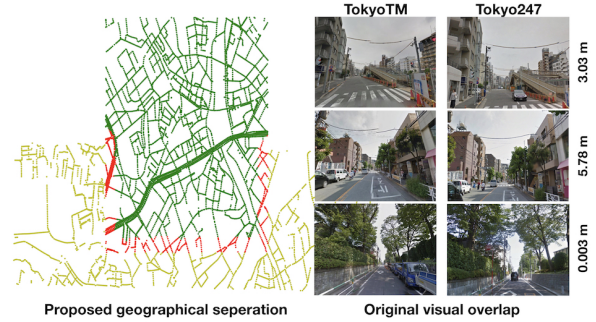 TokyoTM
Tokyo247
3.03 m
5.78 m
0.003 m
Proposed geographical seperation
Original visual overlap